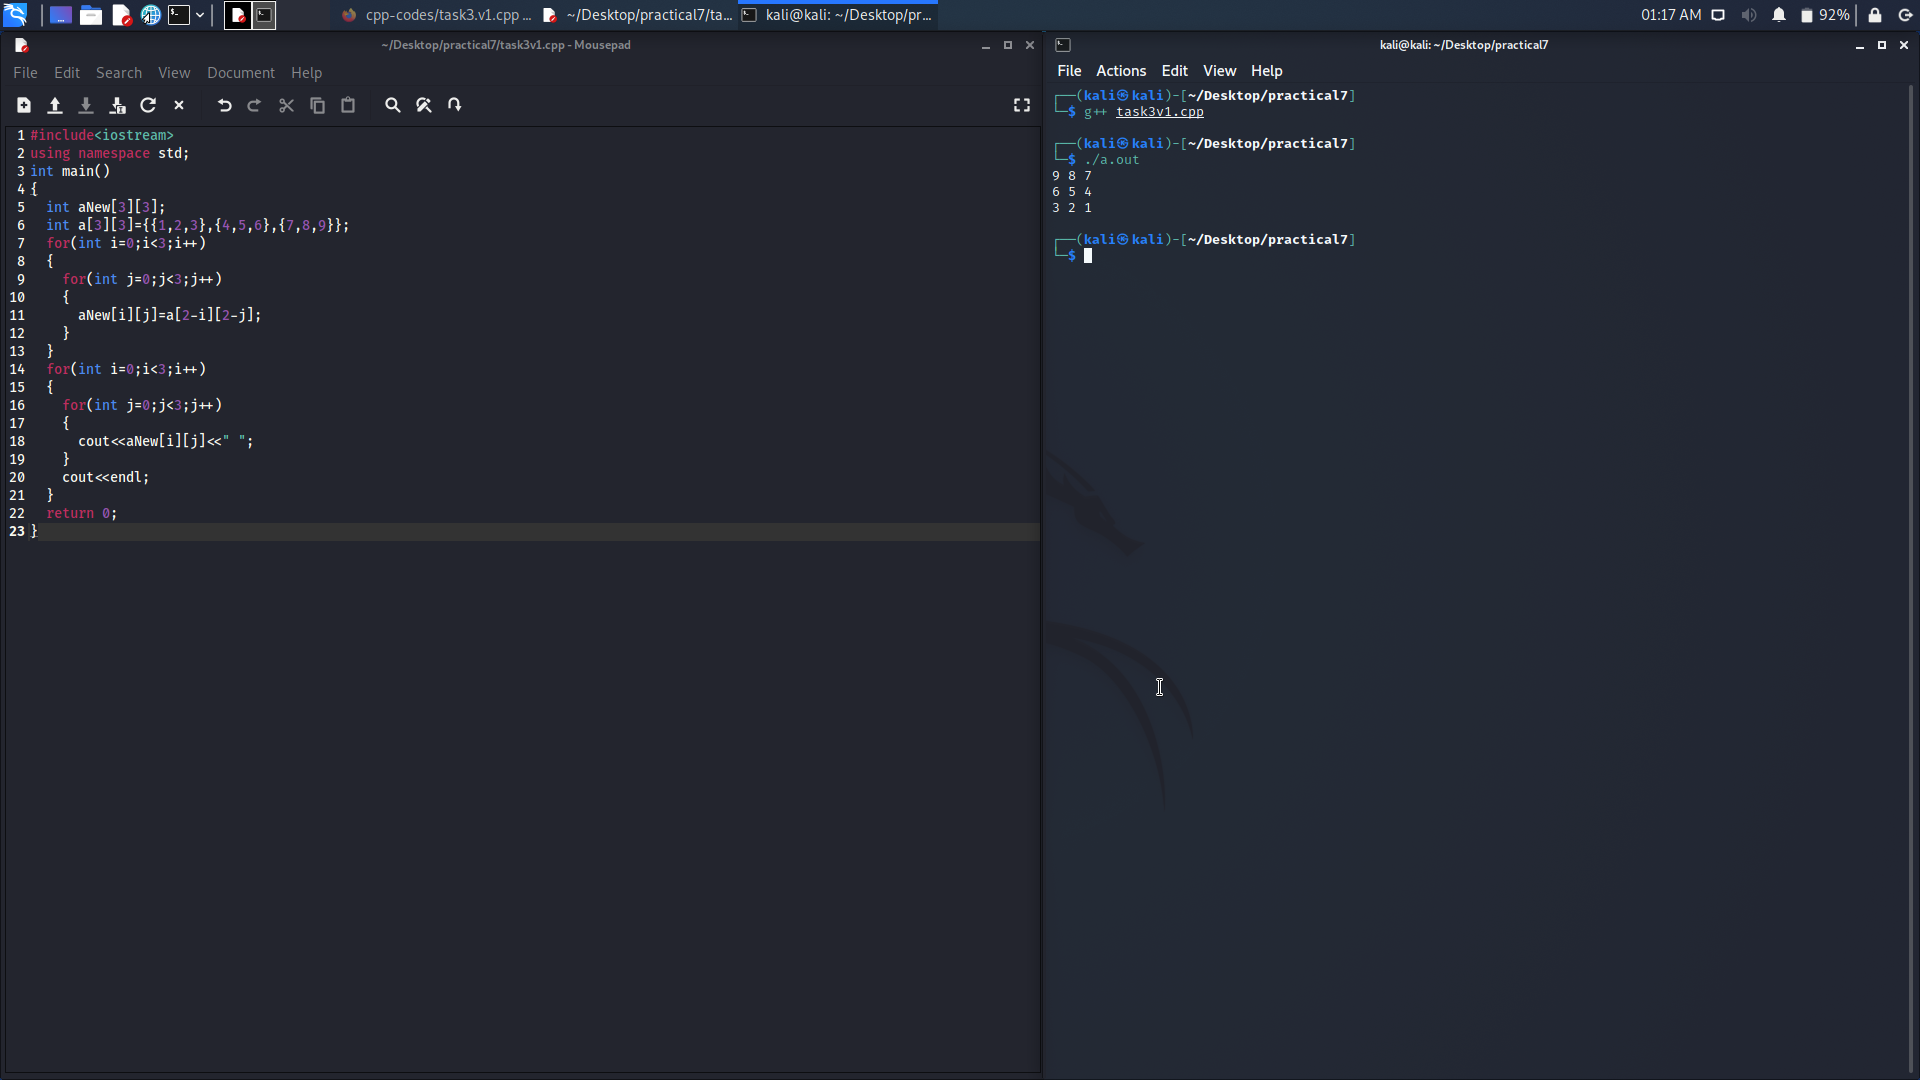 cpp-codes/task3.v1.cpp ...
~/Desktop/practical7/ta...
kali@kali: ~/Desktop/pr...
01:17 AM
92%
~/Desktop/practical7/task3v1.cpp - Mousepad
File Edit Search View Document Help
1 #include<iostream>
2 using namespace std;
3 int main()
4 {
5   int aNew[3][3];
6   int a[3][3]={{1,2,3},{4,5,6},{7,8,9}};
7   for(int i=0;i<3;i++)
8   {
9     for(int j=0;j<3;j++)
10     {
11       aNew[i][j]=a[2-i][2-j];
12     }
13   }
14   for(int i=0;i<3;i++)
15   {
16     for(int j=0;j<3;j++)
17     {
18       cout<<aNew[i][j]<<" ";
19     }
20     cout<<endl;
21   }
22   return 0;
23 }
kali@kali: ~/Desktop/practical7
File Actions Edit View Help
┌──(kali㉿kali)-[~/Desktop/practical7]
└─$ g++ task3v1.cpp
┌──(kali㉿kali)-[~/Desktop/practical7]
└─$ ./a.out
9 8 7
6 5 4
3 2 1
┌──(kali㉿kali)-[~/Desktop/practical7]
└─$